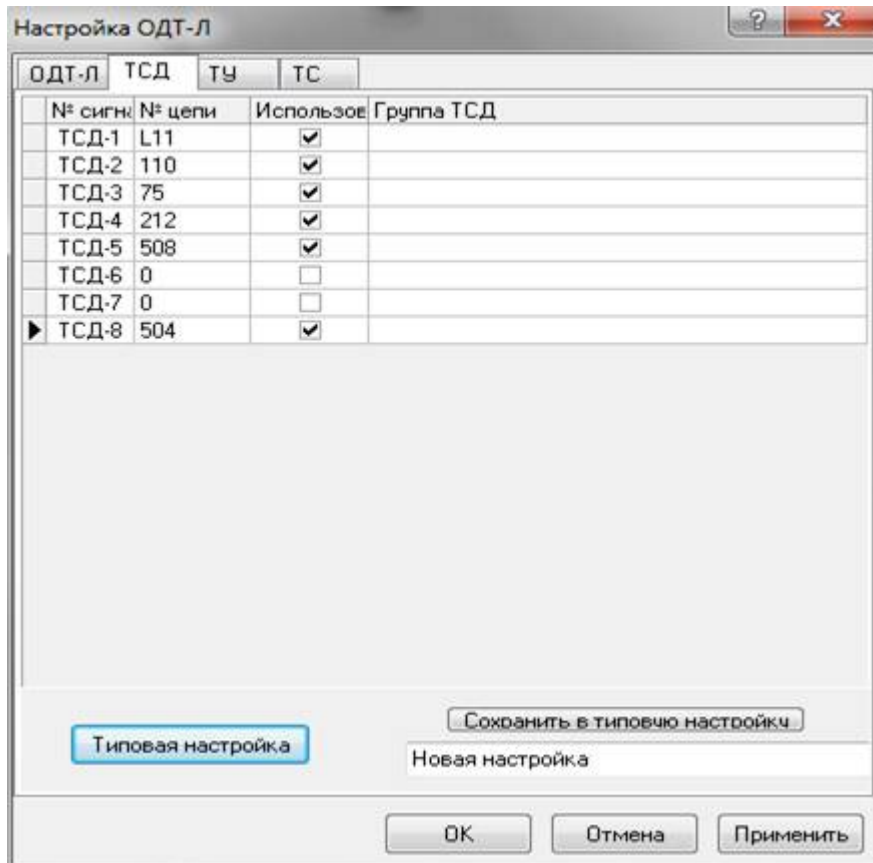 Настройка ОДТ-Л
ОДТ-Л ТСД ТУ ТС
№ сигна № цепи Использов Группа ТСД
ТСД-1 L11
ТСД-2 110
ТСД-3 75
ТСД-4 212
ТСД-5 508
ТСД-6 0
ТСД-7 0
ТСД-8 504
Сохранить в типовую настройку
Типовая настройка
Новая настройка
OK Отмена Применить